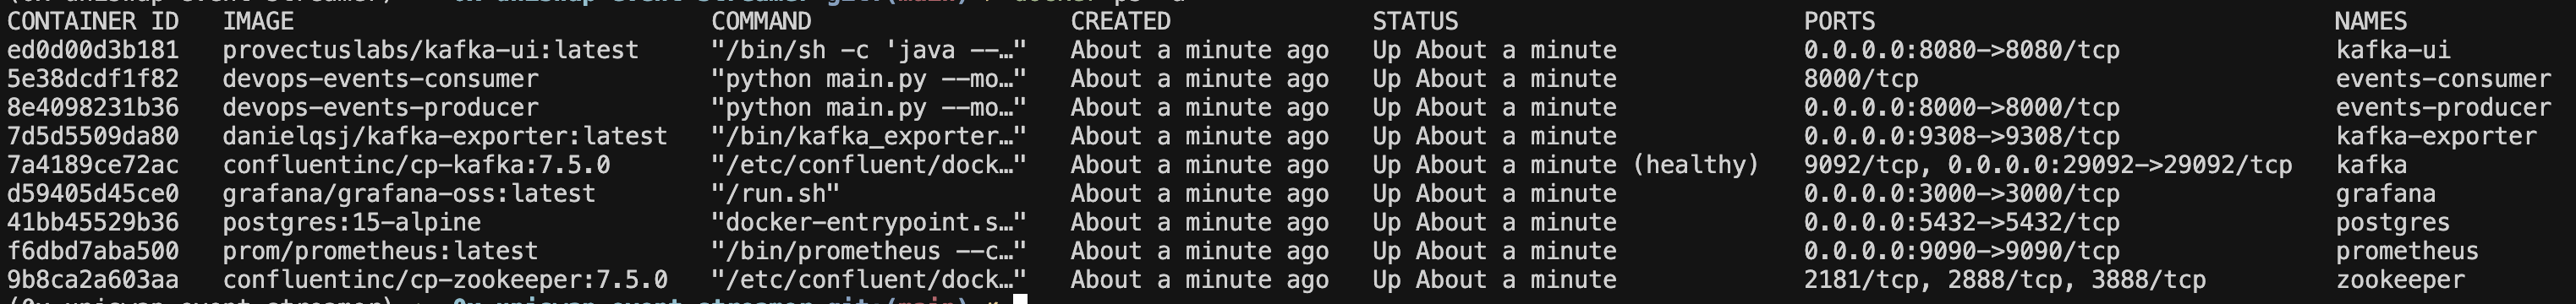 CONTAINER ID IMAGE COMMAND CREATED STATUS PORTS NAMES
ed0d00d3b181 provectuslabs/kafka-ui:latest "/bin/sh -c 'java --…" About a minute ago Up About a minute 0.0.0.0:8080->8080/tcp kafka-ui
5e38dcdf1f82 devops-events-consumer "python main.py --mo…" About a minute ago Up About a minute 8000/tcp events-consumer
8e4098231b36 devops-events-producer "python main.py --mo…" About a minute ago Up About a minute 0.0.0.0:8000->8000/tcp events-producer
7d5d5509da80 danielqsj/kafka-exporter:latest "/bin/kafka_exporter…" About a minute ago Up About a minute 0.0.0.0:9308->9308/tcp kafka-exporter
7a4189ce72ac confluentinc/cp-kafka:7.5.0 "/etc/confluent/dock…" About a minute ago Up About a minute (healthy) 9092/tcp, 0.0.0.0:29092->29092/tcp kafka
d59405d45ce0 grafana/grafana-oss:latest "/run.sh" About a minute ago Up About a minute 0.0.0.0:3000->3000/tcp grafana
41bb45529b36 postgres:15-alpine "docker-entrypoint.s…" About a minute ago Up About a minute 0.0.0.0:5432->5432/tcp postgres
f6dbd7aba500 prom/prometheus:latest "/bin/prometheus --c…" About a minute ago Up About a minute 0.0.0.0:9090->9090/tcp prometheus
9b8ca2a603aa confluentinc/cp-zookeeper:7.5.0 "/etc/confluent/dock…" About a minute ago Up About a minute 2181/tcp, 2888/tcp, 3888/tcp zookeeper